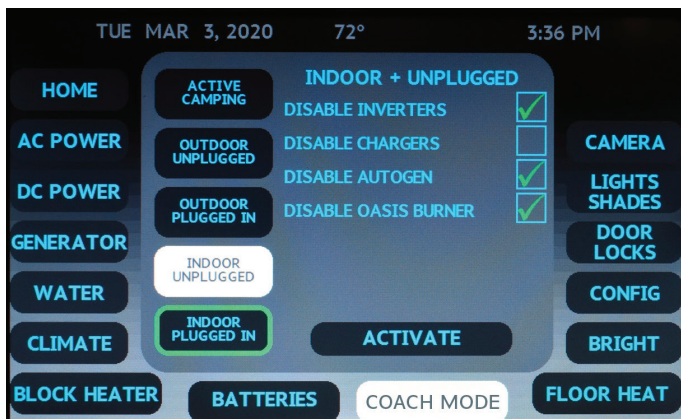 TUE MAR 3, 2020 72° 3:36 PM
HOME
AC POWER
DC POWER
GENERATOR
WATER
CLIMATE
BLOCK HEATER
ACTIVE
CAMPING
OUTDOOR
UNPLUGGED
OUTDOOR
PLUGGED IN
INDOOR
UNPLUGGED
INDOOR
PLUGGED IN
INDOOR + UNPLUGGED
DISABLE INVERTERS
DISABLE CHARGERS
DISABLE AUTOGEN
DISABLE OASIS BURNER
ACTIVATE
CAMERA
LIGHTS
SHADES
DOOR
LOCKS
CONFIG
BRIGHT
FLOOR HEAT
BATTERIES
COACH MODE